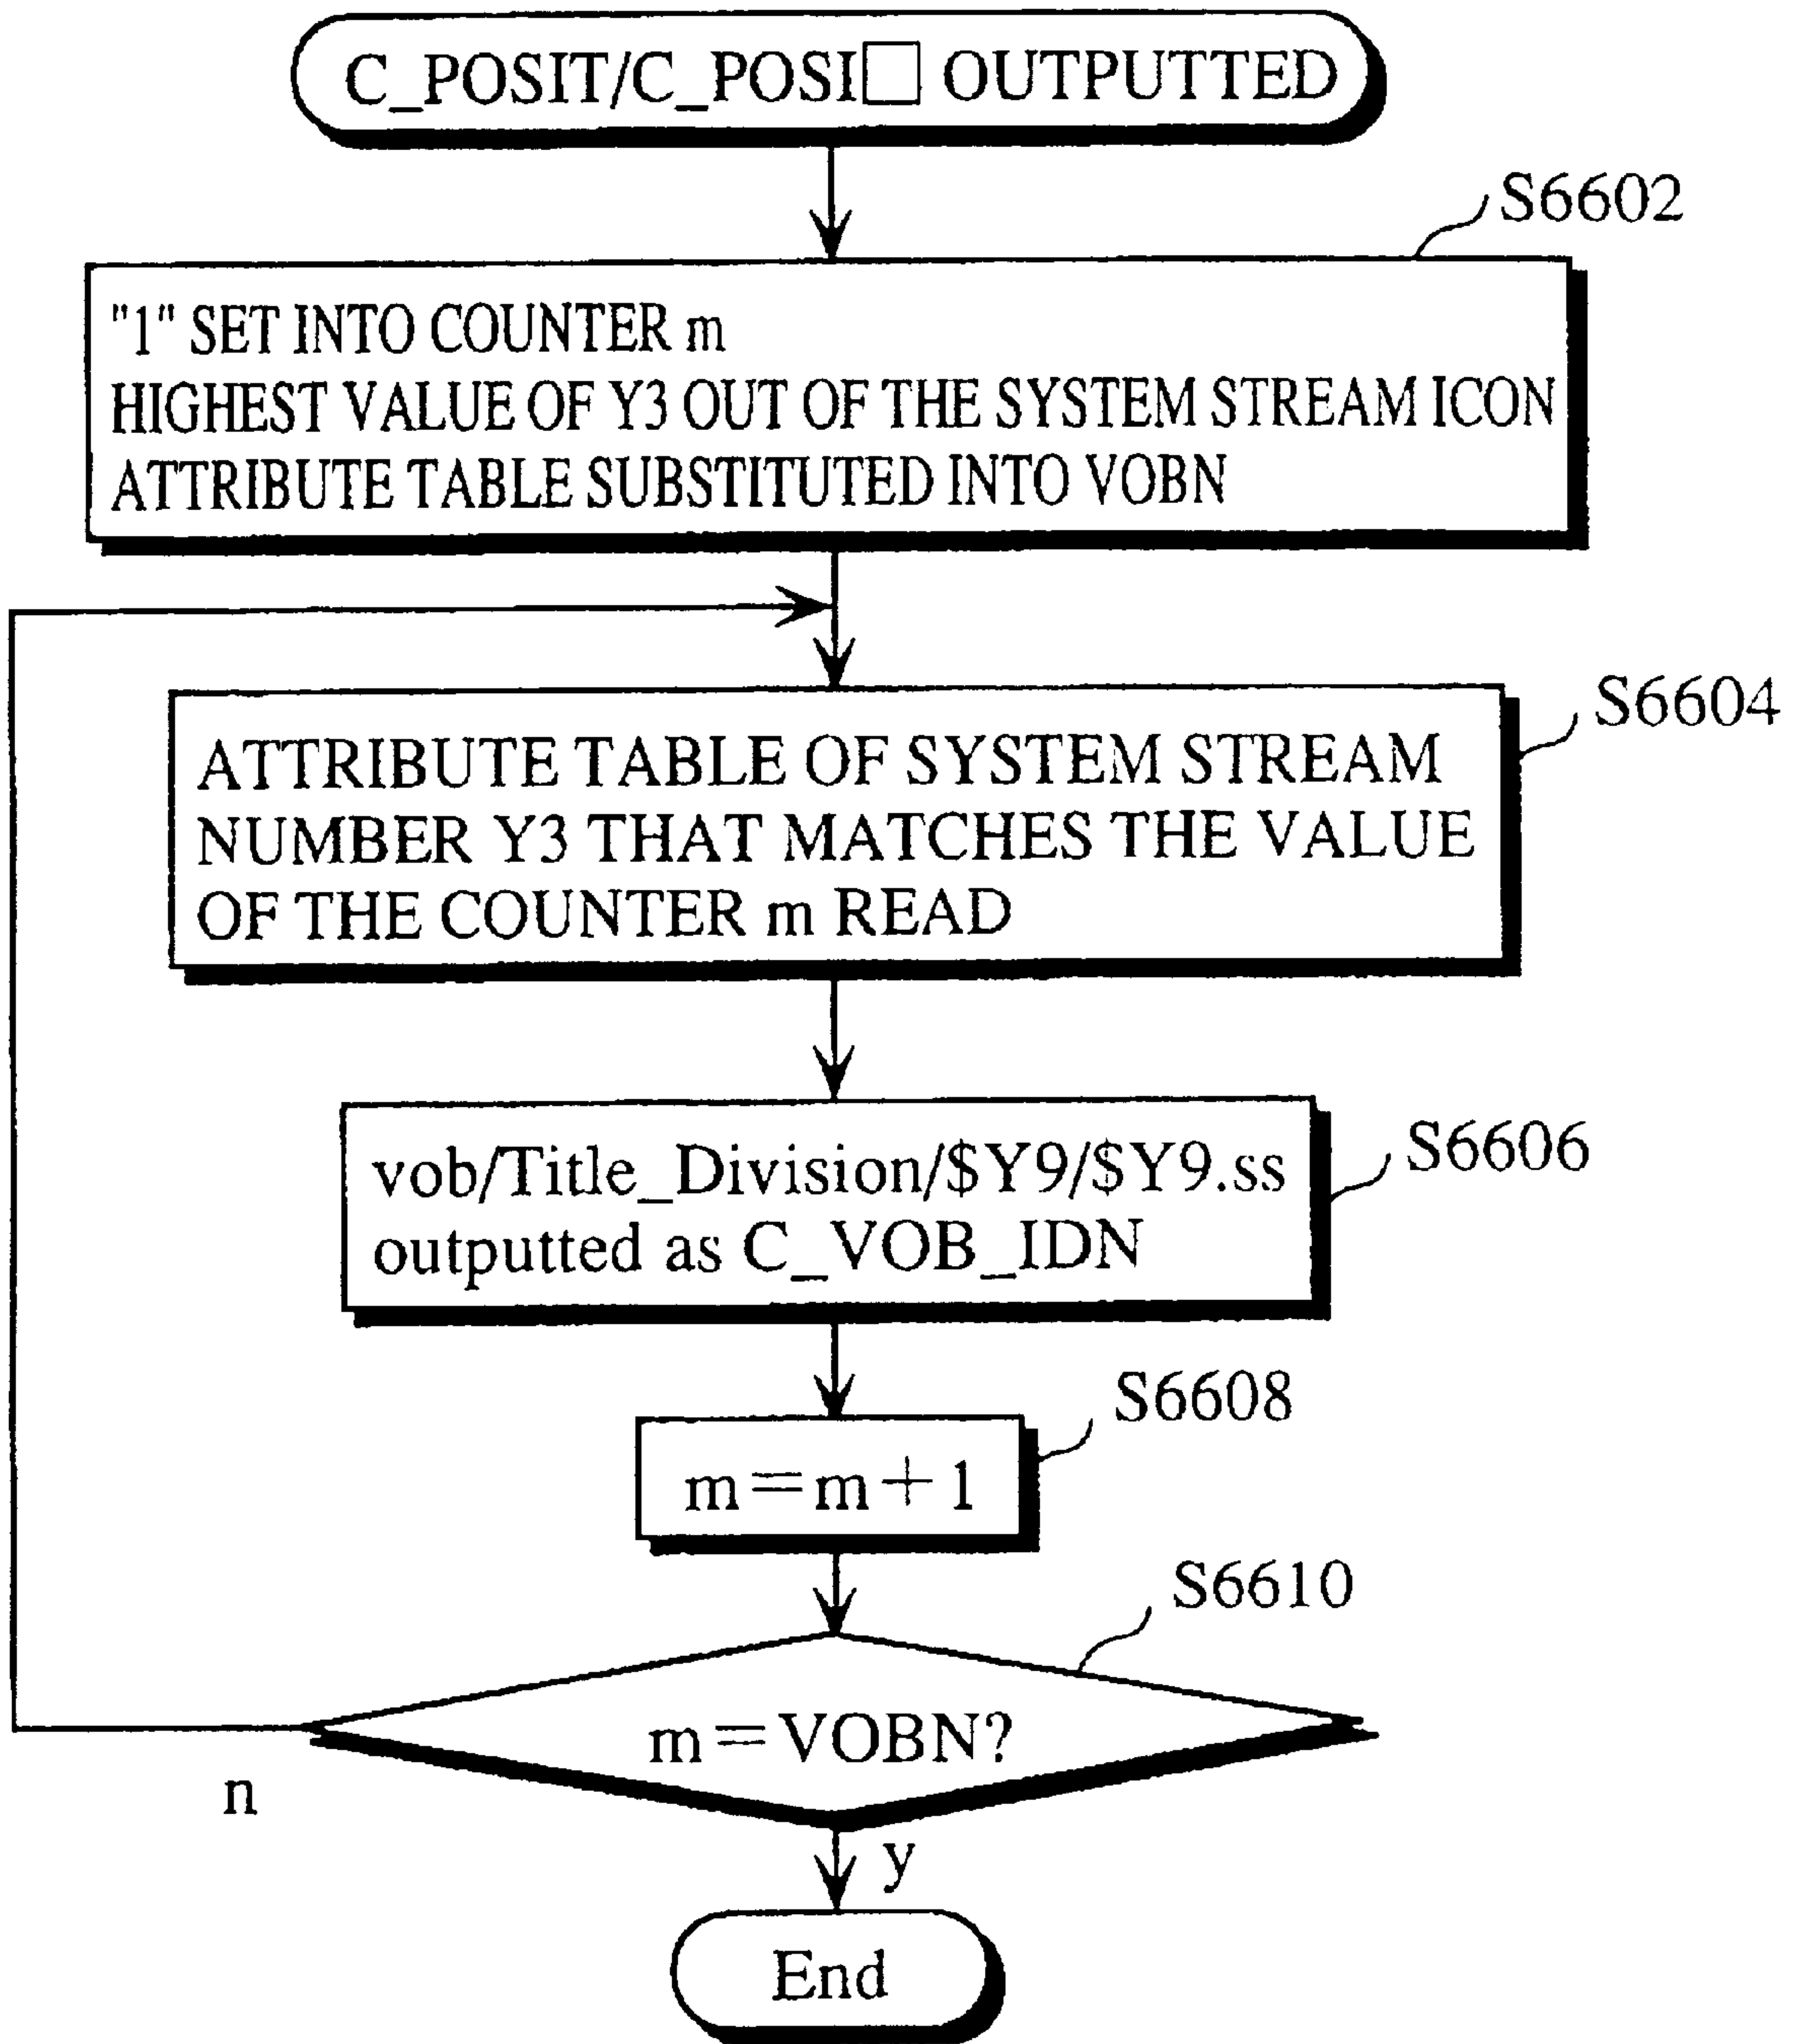 C_POSIT/C_POSI□ OUTPUTTED
S6602
"1" SET INTO COUNTER m
HIGHEST VALUE OF Y3 OUT OF THE SYSTEM STREAM ICON
ATTRIBUTE TABLE SUBSTITUTED INTO VOBN
S6604
ATTRIBUTE TABLE OF SYSTEM STREAM
NUMBER Y3 THAT MATCHES THE VALUE
OF THE COUNTER m READ
S6606
vob/Title_Division/$Y9/$Y9.ss
outputted as C_VOB_IDN
S6608
m=m+1
S6610
m=VOBN?
n
y
End